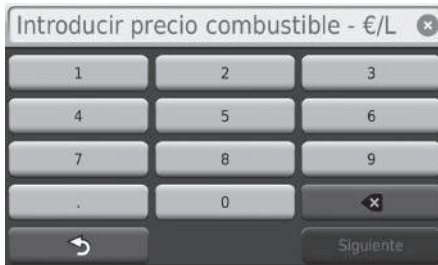 Introducir precio combustible - €/L
1 2 3
4 5 6
7 8 9
. 0
Siguiente